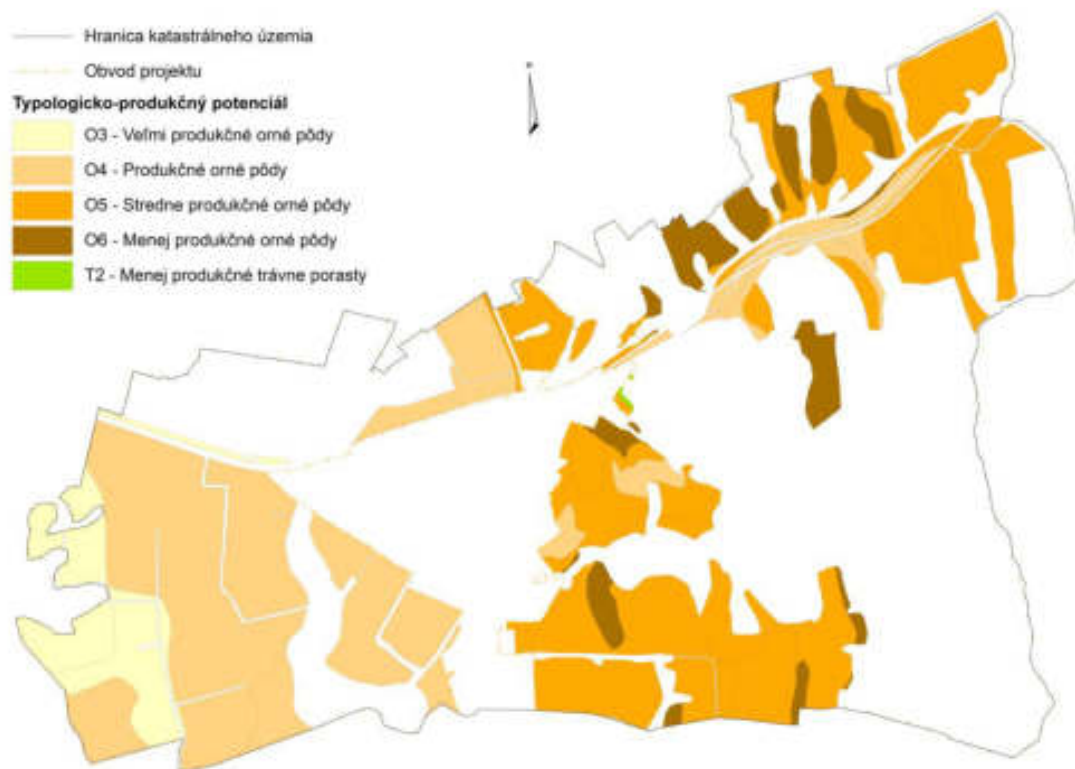 Hranica katastrálneho územia
Obvod projektu
Typologicko-produkčný potenciál
O3 - Veľmi produkčné orné pôdy
O4 - Produkčné orné pôdy
O5 - Stredne produkčné orné pôdy
O6 - Menej produkčné orné pôdy
T2 - Menej produkčné trávne porasty